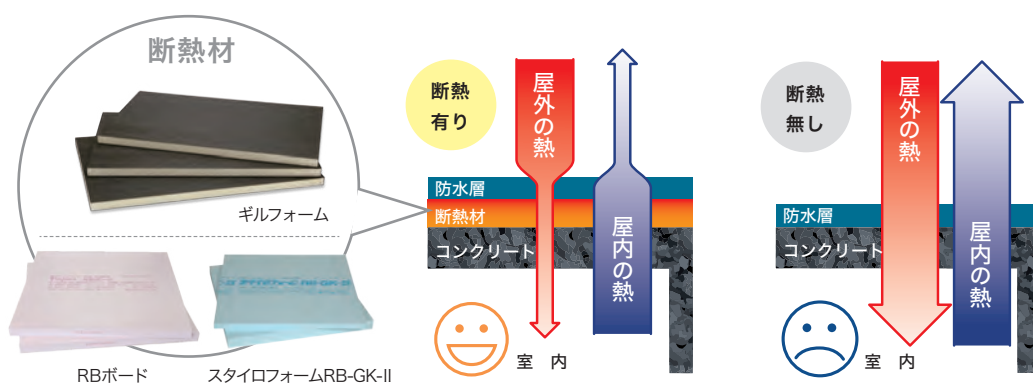 断熱材
ギルフォーム
RBボード
スタイロフォームRB-GK-II
断熱
有り
屋外の熱
屋内の熱
防水層
断熱材
コンクリート
室 内
断熱
無し
屋外の熱
屋内の熱
防水層
コンクリート
室 内